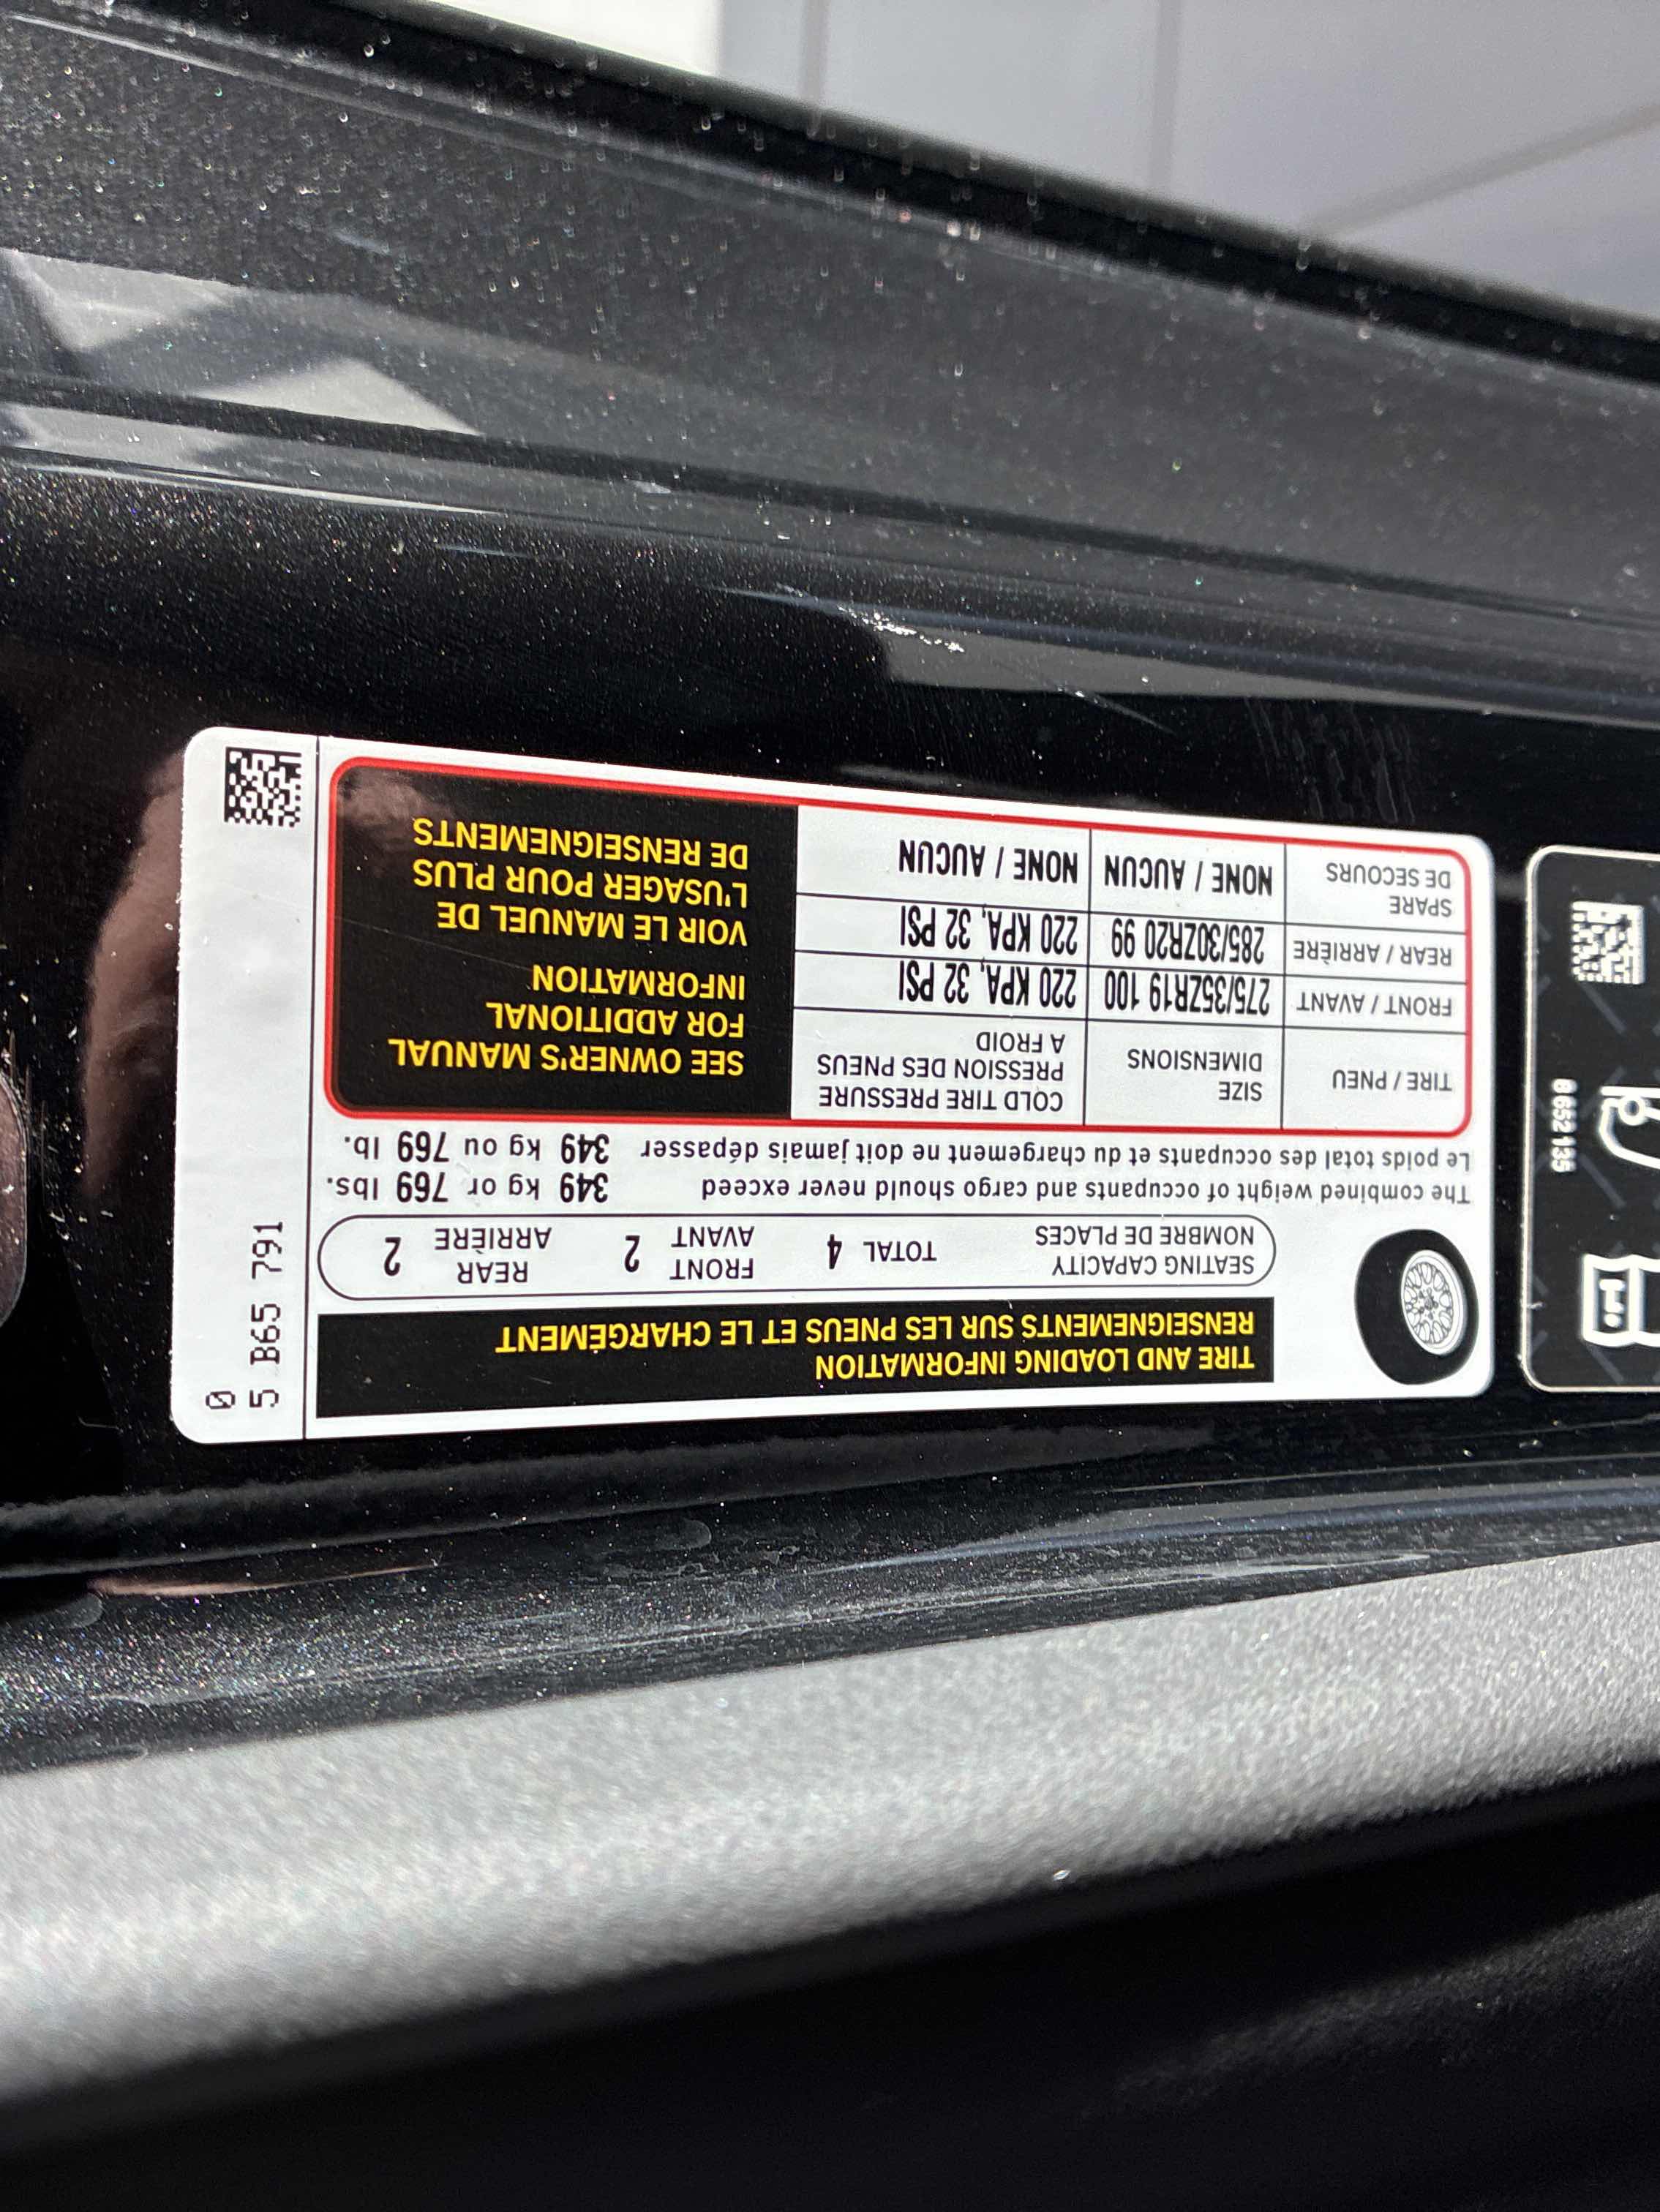 TIRE AND LOADING INFORMATION
RENSEIGNEMENTS SUR LES PNEUS ET LE CHARGEMENT
SEATING CAPACITY
NOMBRE DE PLACES
TOTAL 4
FRONT
AVANT
2
REAR
ARRIÈRE
2
The combined weight of occupants and cargo should never exceed 349 kg or 769 lbs.
Le poids total des occupants et du chargement ne doit jamais dépasser 349 kg ou 769 lb.
TIRE / PNEU
SIZE
DIMENSIONS
COLD TIRE PRESSURE
PRESSION DES PNEUS
A FROID
FRONT / AVANT 275/35ZR19 100 220 KPA, 32 PSI
REAR / ARRIÈRE 285/30ZR20 99 220 KPA, 32 PSI
SPARE
DE SECOURS
NONE / AUCUN NONE / AUCUN
SEE OWNER'S MANUAL
FOR ADDITIONAL
INFORMATION
VOIR LE MANUEL DE
L'USAGER POUR PLUS
DE RENSEIGNEMENTS
0
5 B65 791
8652135